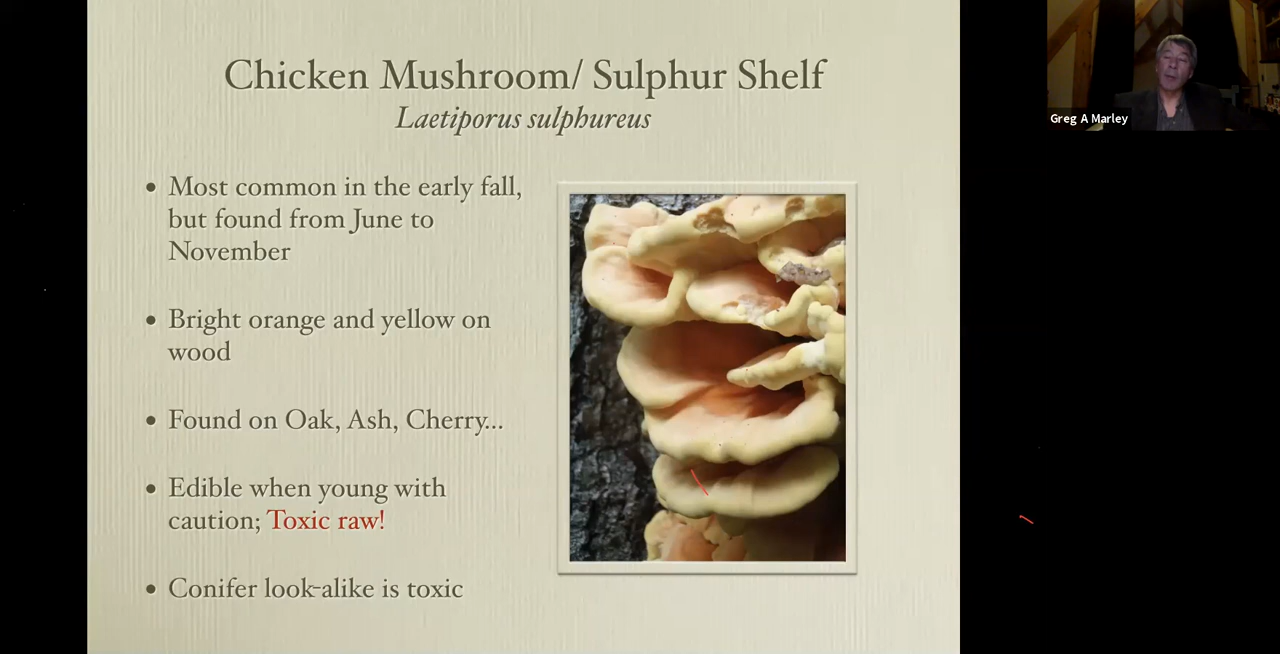 Chicken Mushroom/ Sulphur Shelf
Laetiporus sulphureus
• Most common in the early fall,
but found from June to
November
• Bright orange and yellow on
wood
• Found on Oak, Ash, Cherry...
• Edible when young with
caution; Toxic raw!
• Conifer look-alike is toxic
Greg A Marley